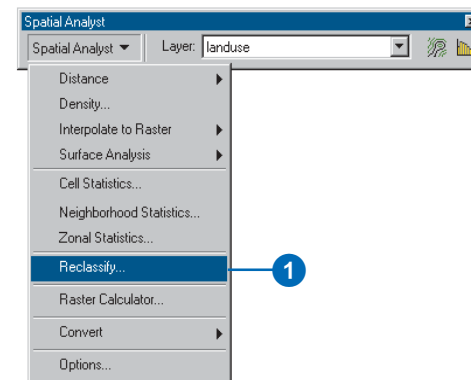 Spatial Analyst
Spatial Analyst Layer: landuse
Distance
Density...
Interpolate to Raster
Surface Analysis
Cell Statistics...
Neighborhood Statistics...
Zonal Statistics...
Reclassify...
1
Raster Calculator...
Convert
Options...